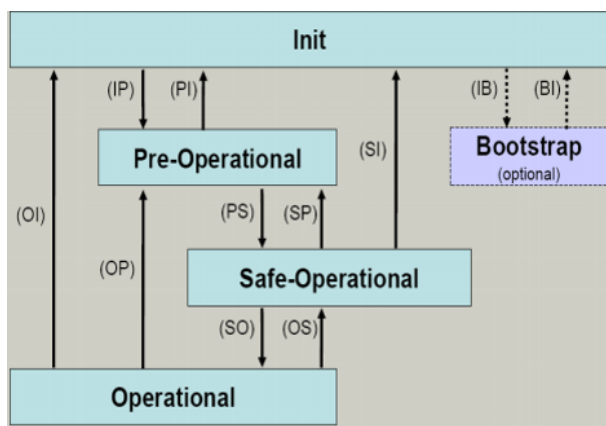 Init
(IP)
(PI)
(IB)
(BI)
Pre-Operational
Bootstrap
(optional)
(SI)
(OI)
(PS)
(SP)
(OP)
Safe-Operational
(SO)
(OS)
Operational